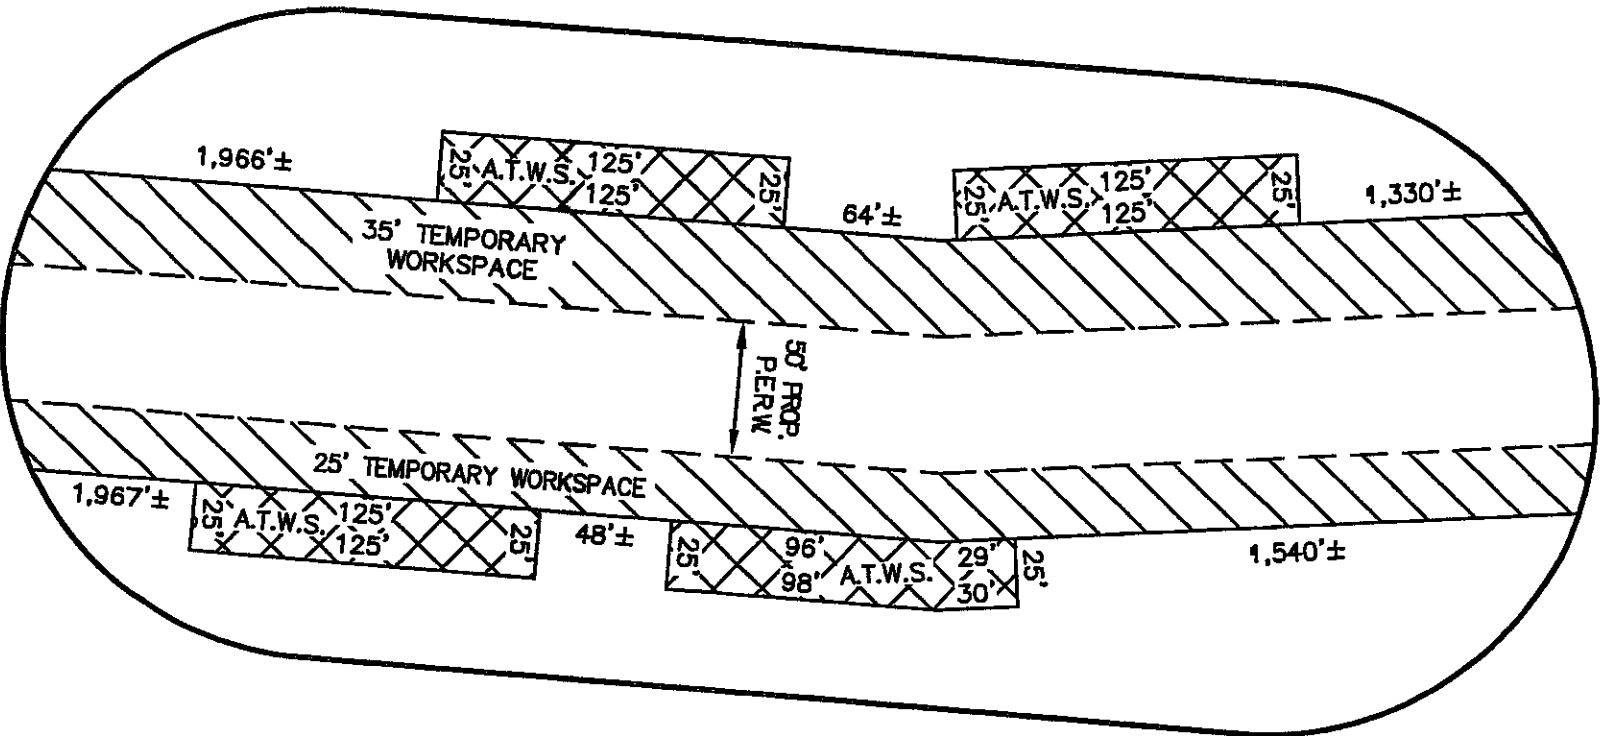 1,966'±
25' A.T.W.S. 125' 25'
125'
64'±
25' A.T.W.S. 125' 25'
125'
1,330'±
35' TEMPORARY
WORKSPACE
50' PROP.
P.E.R.W.
25' TEMPORARY WORKSPACE
1,967'±
25' A.T.W.S. 125' 25'
125'
48'±
25' 96' 29' 25'
98' A.T.W.S. 30'
1,540'±